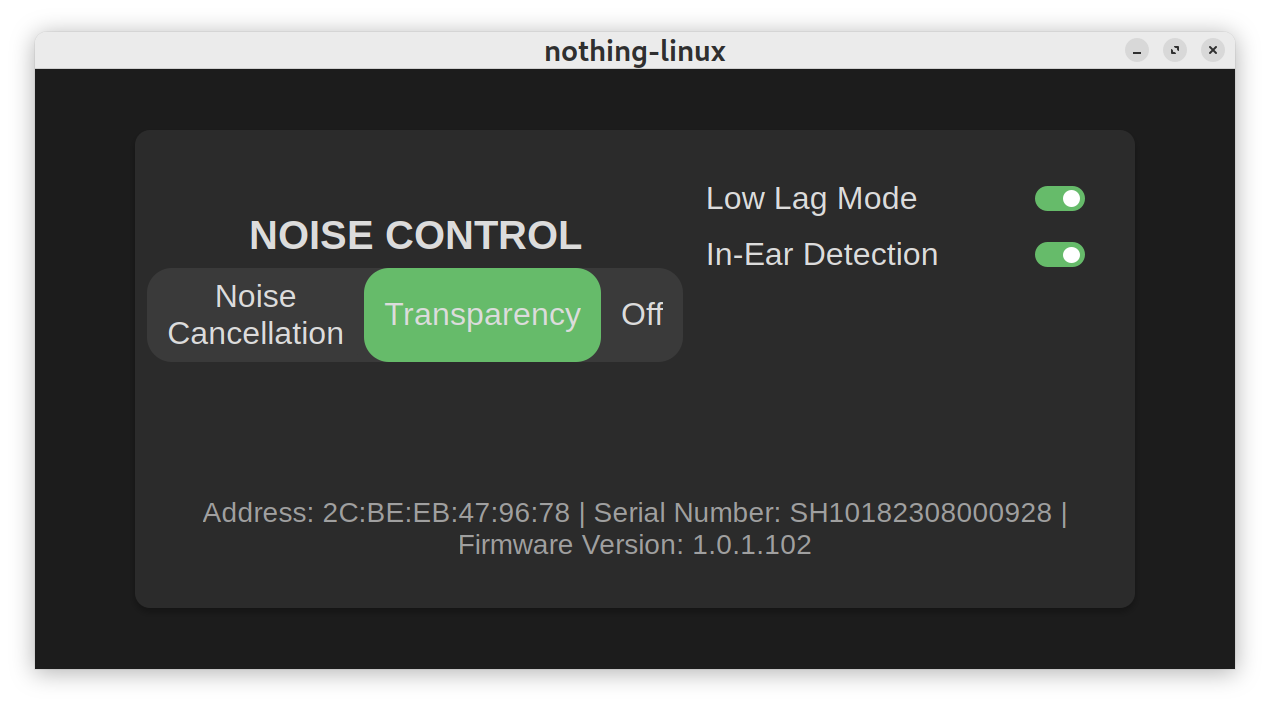 nothing-linux
NOISE CONTROL
Noise
Cancellation
Transparency
Off
Low Lag Mode
In-Ear Detection
Address: 2C:BE:EB:47:96:78 | Serial Number: SH10182308000928 |
Firmware Version: 1.0.1.102